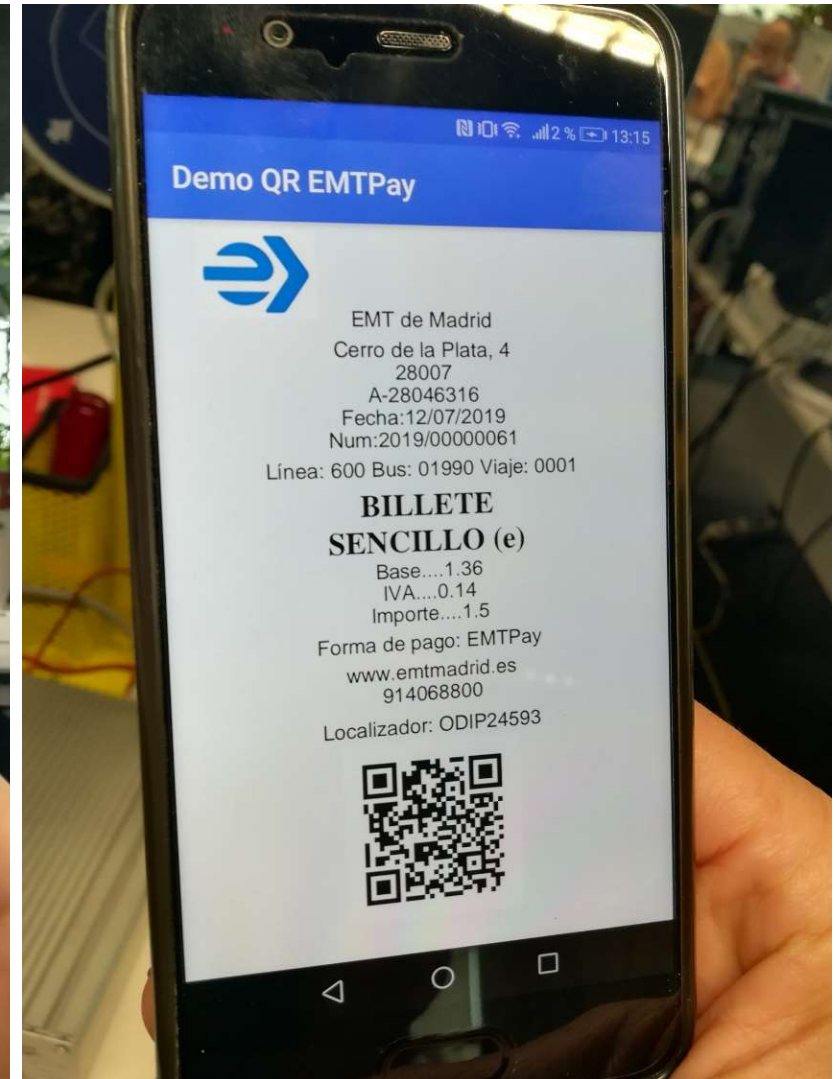 2 % 13:15
Demo QR EMTPay
EMT de Madrid
Cerro de la Plata, 4
28007
A-28046316
Fecha:12/07/2019
Num:2019/00000061
Línea: 600 Bus: 01990 Viaje: 0001
BILLETE
SENCILLO (e)
Base....1.36
IVA....0.14
Importe....1.5
Forma de pago: EMTPay
www.emtmadrid.es
914068800
Localizador: ODIP24593